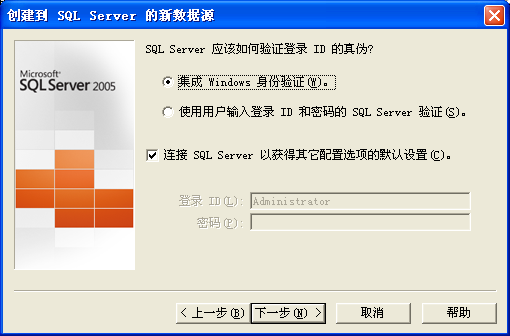 创建到 SQL Server 的新数据源
Microsoft®
SQL Server 2005
SQL Server 应该如何验证登录 ID 的真伪?
集成 Windows 身份验证(W)。
使用用户输入登录 ID 和密码的 SQL Server 验证(S)。
连接 SQL Server 以获得其它配置选项的默认设置(C)。
登录 ID(L): Administrator
密码(P):
< 上一步(B) 下一步(N) > 取消 帮助